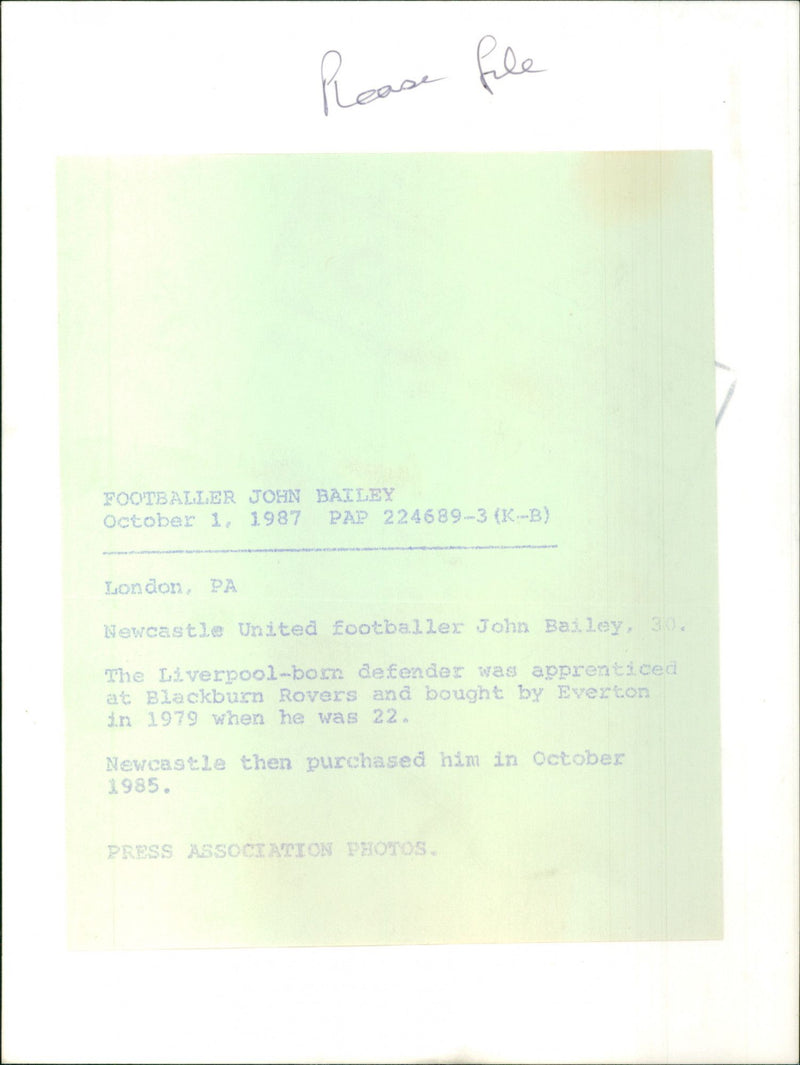 Please file
FOOTBALLER JOHN BAILEY
October 1, 1987 PAP 224689-3(K-B)
London, PA
Newcastle United footballer John Bailey, 30.
The Liverpool-born defender was apprenticed
at Blackburn Rovers and bought by Everton
in 1979 when he was 22.
Newcastle then purchased him in October
1985.
PRESS ASSOCIATION PHOTOS.